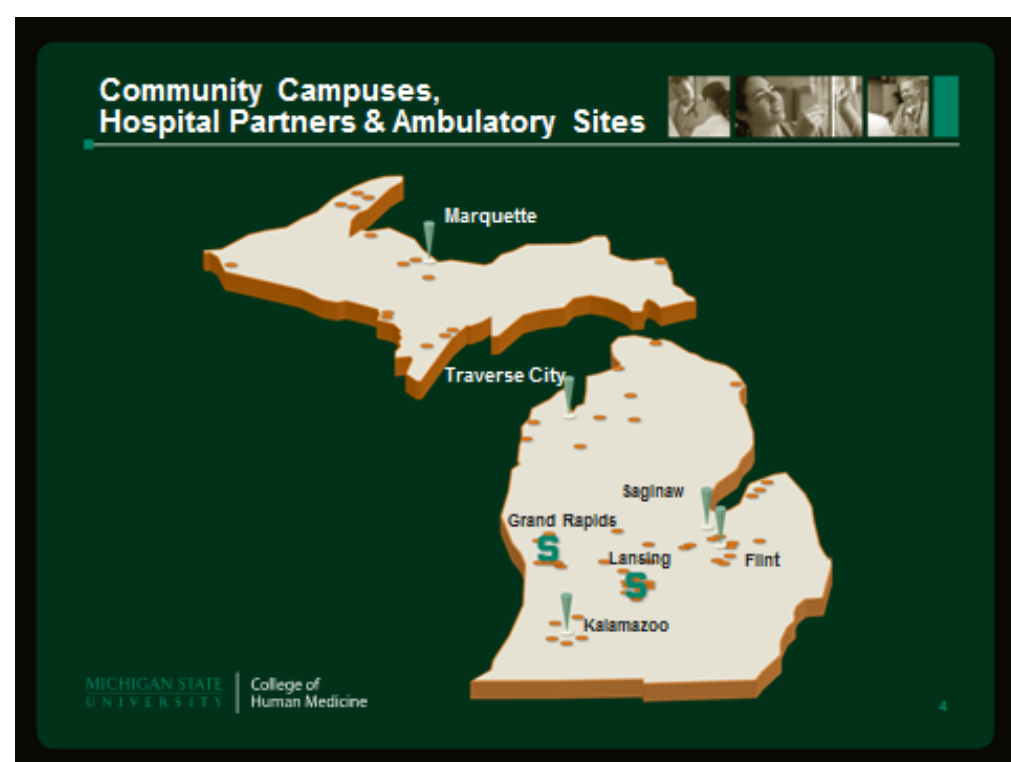 Community Campuses,
Hospital Partners & Ambulatory Sites
Marquette
Traverse City
Saginaw
Grand Rapids
S
Lansing
S
Flint
Kalamazoo
MICHIGAN STATE
UNIVERSITY
College of
Human Medicine
4